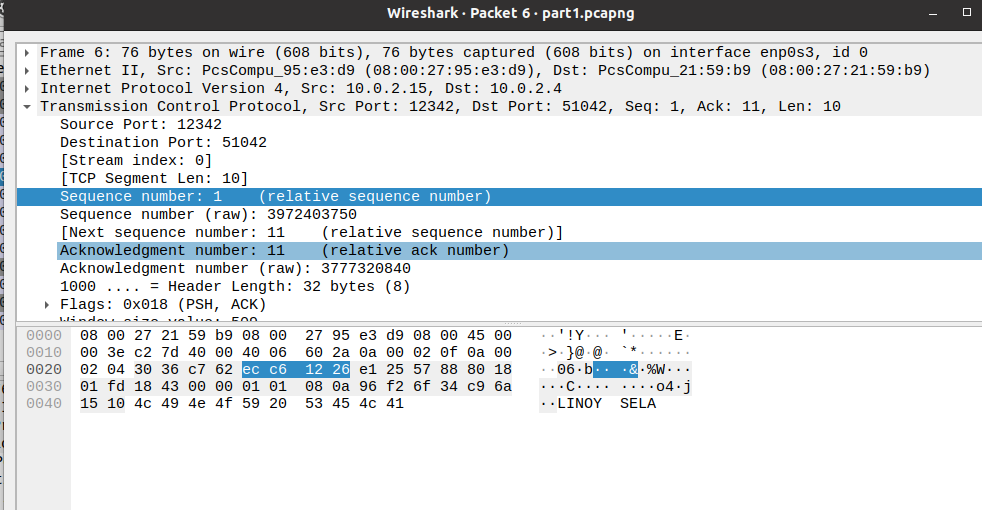 Wireshark · Packet 6 · part1.pcapng
Frame 6: 76 bytes on wire (608 bits), 76 bytes captured (608 bits) on interface enp0s3, id 0
Ethernet II, Src: PcsCompu_95:e3:d9 (08:00:27:95:e3:d9), Dst: PcsCompu_21:59:b9 (08:00:27:21:59:b9)
Internet Protocol Version 4, Src: 10.0.2.15, Dst: 10.0.2.4
Transmission Control Protocol, Src Port: 12342, Dst Port: 51042, Seq: 1, Ack: 11, Len: 10
Source Port: 12342
Destination Port: 51042
[Stream index: 0]
[TCP Segment Len: 10]
Sequence number: 1    (relative sequence number)
Sequence number (raw): 3972403750
[Next sequence number: 11    (relative sequence number)]
Acknowledgment number: 11    (relative ack number)
Acknowledgment number (raw): 3777320840
1000 .... = Header Length: 32 bytes (8)
Flags: 0x018 (PSH, ACK)
0000  08 00 27 21 59 b9 08 00  27 95 e3 d9 08 00 45 00  ··'!Y··· '·····E·
0010  00 3e c2 7d 40 00 40 06  60 2a 0a 00 02 0f 0a 00  ·>·}@·@· `*······
0020  02 04 30 36 c7 62 ec c6  12 26 e1 25 57 88 80 18  ··06·b·· ·&·%W···
0030  01 fd 18 43 00 00 01 01  08 0a 96 f2 6f 34 c9 6a  ···C···· ····o4·j
0040  15 10 4c 49 4e 4f 59 20  53 45 4c 41  ··LINOY  SELA